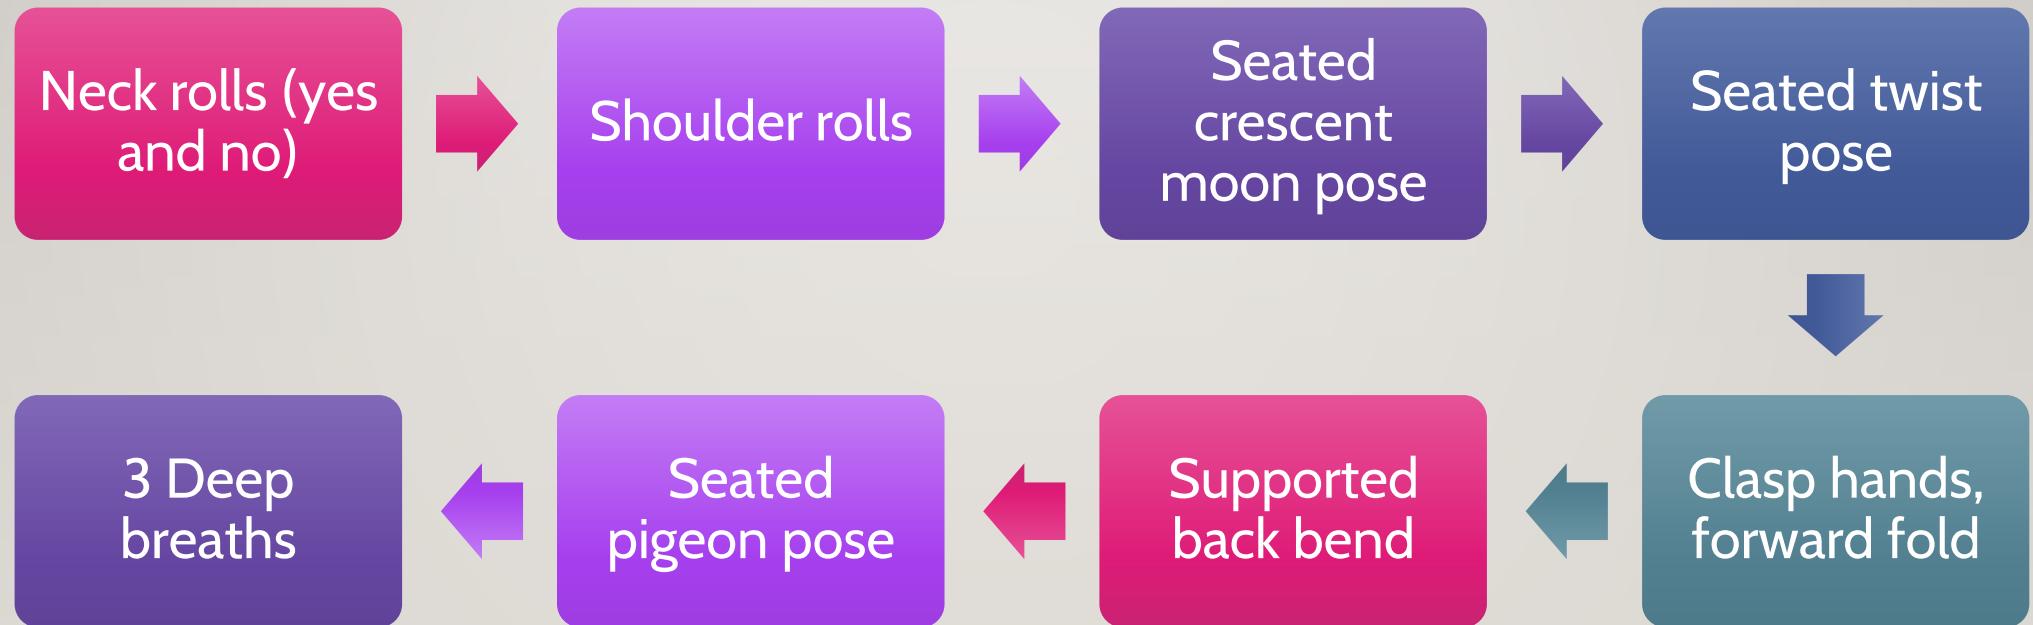 Neck rolls (yes
and no)
Shoulder rolls
Seated
crescent
moon pose
Seated twist
pose
Clasp hands,
forward fold
Supported
back bend
Seated
pigeon pose
3 Deep
breaths